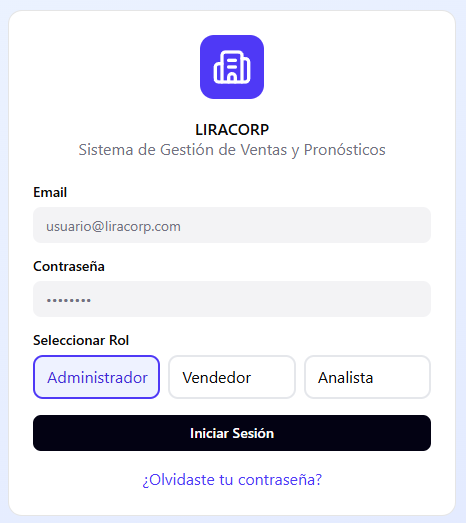 LIRACORP
Sistema de Gestión de Ventas y Pronósticos
Email
usuario@liracorp.com
Contraseña
••••••••
Seleccionar Rol
Administrador Vendedor Analista
Iniciar Sesión
¿Olvidaste tu contraseña?